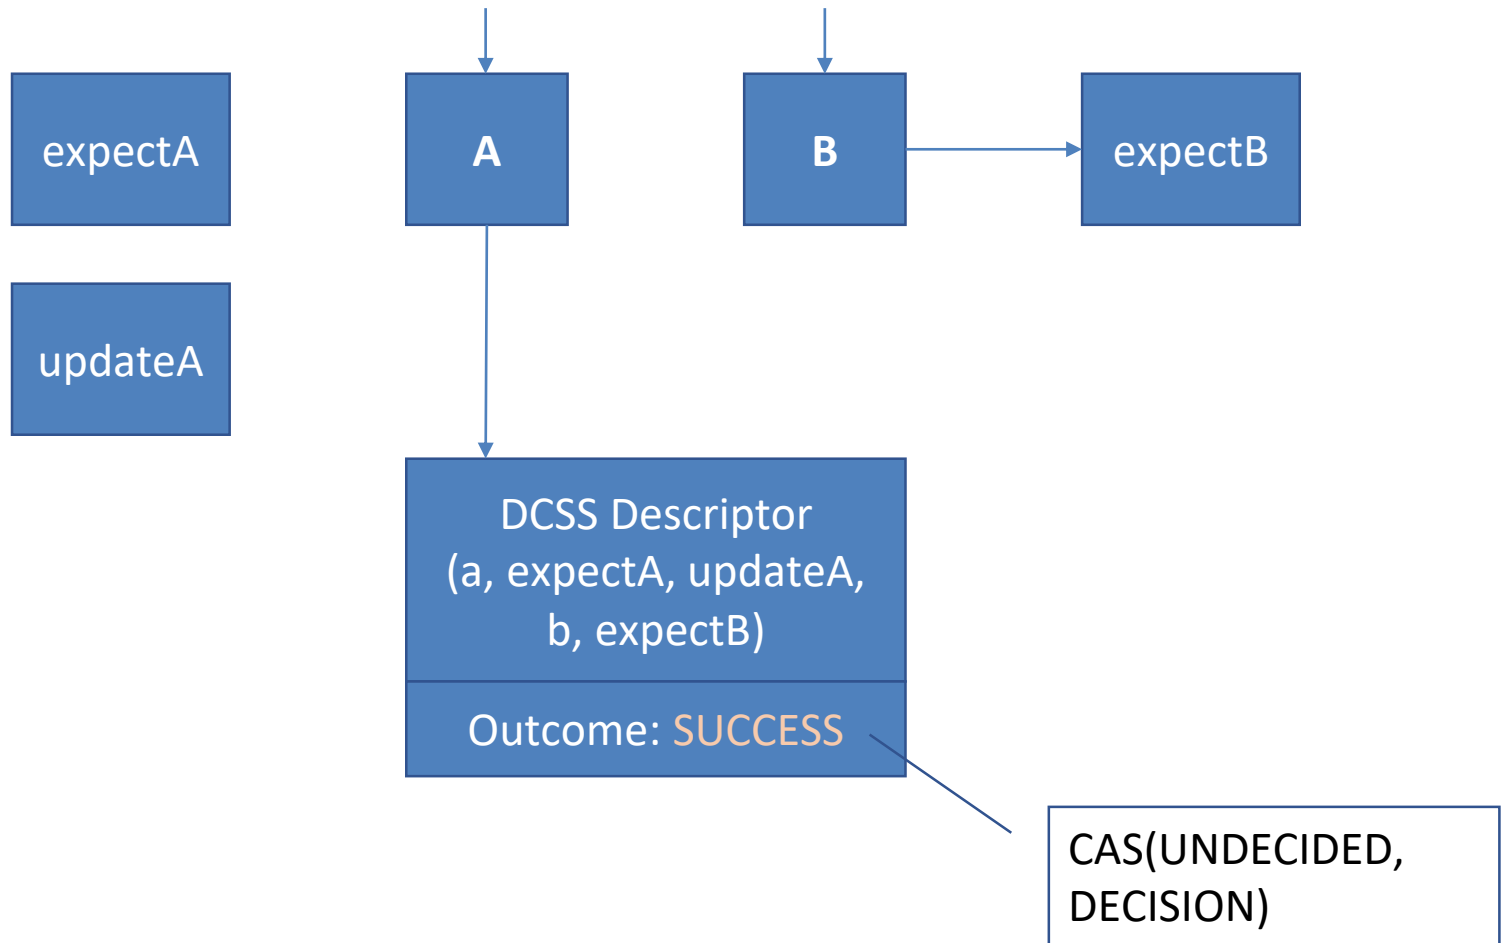 expectA
A
B
expectB
updateA
DCSS Descriptor
(a, expectA, updateA,
b, expectB)
Outcome: SUCCESS
CAS(UNDECIDED,
DECISION)